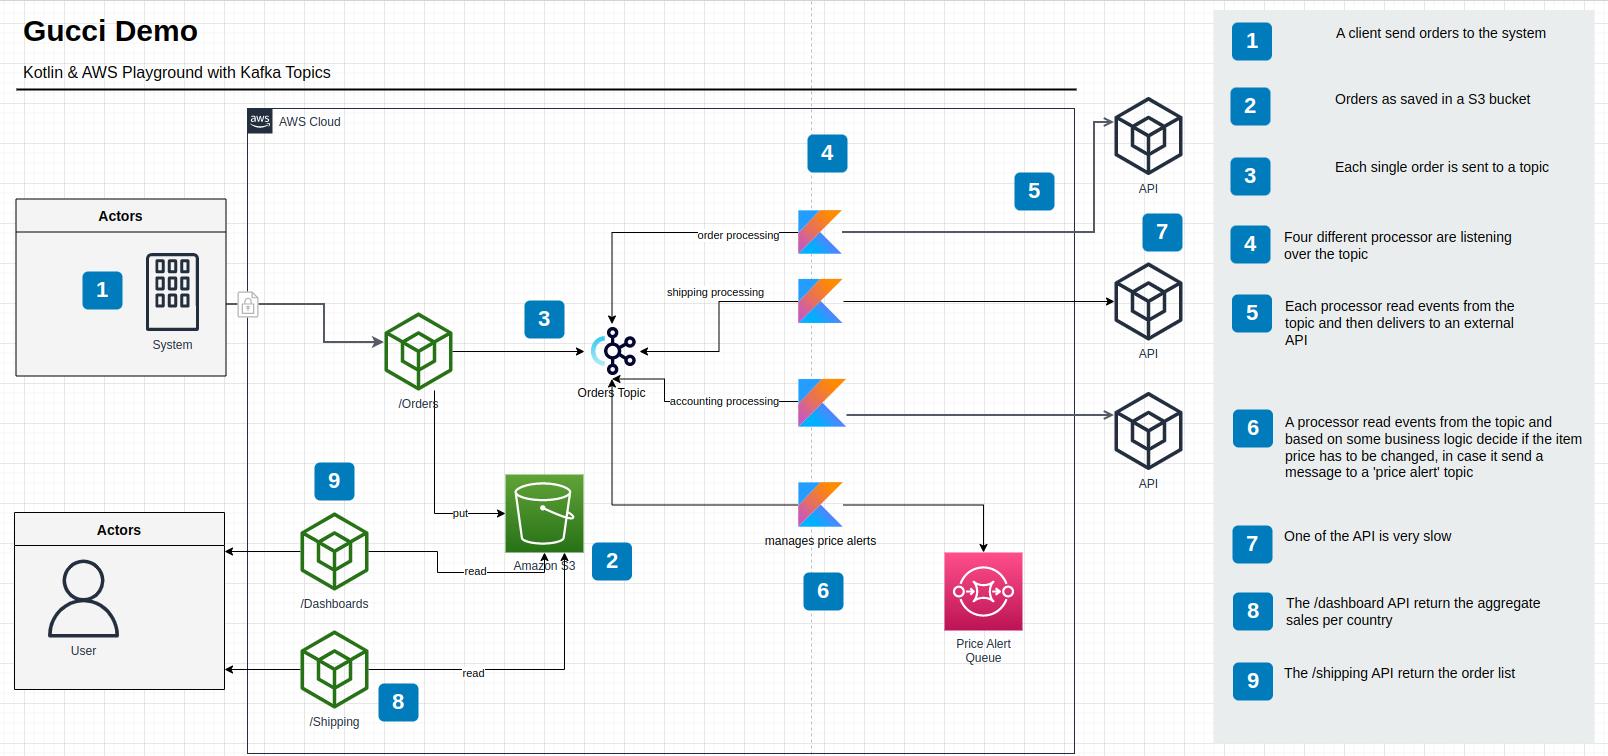 Gucci Demo
Kotlin & AWS Playground with Kafka Topics
aws
AWS Cloud
Actors
1
System
/Orders
3
Orders Topic
4
5
order processing
shipping processing
accounting processing
manages price alerts
6
API
7
API
API
put
Amazon S3
2
read
read
Price Alert
Queue
9
/Dashboards
/Shipping
8
Actors
User
1
A client send orders to the system
2
Orders as saved in a S3 bucket
3
Each single order is sent to a topic
4
Four different processor are listening
over the topic
5
Each processor read events from the
topic and then delivers to an external
API
6
A processor read events from the topic and
based on some business logic decide if the item
price has to be changed, in case it send a
message to a 'price alert' topic
7
One of the API is very slow
8
The /dashboard API return the aggregate
sales per country
9
The /shipping API return the order list